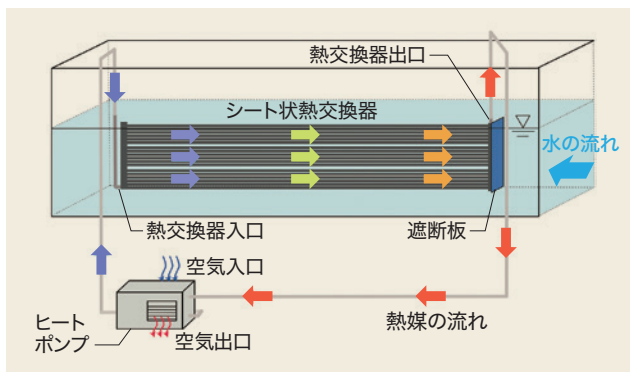 熱交換器出口
シート状熱交換器
水の流れ
熱交換器入口
遮断板
空気入口
熱媒の流れ
ヒート
ポンプ
空気出口